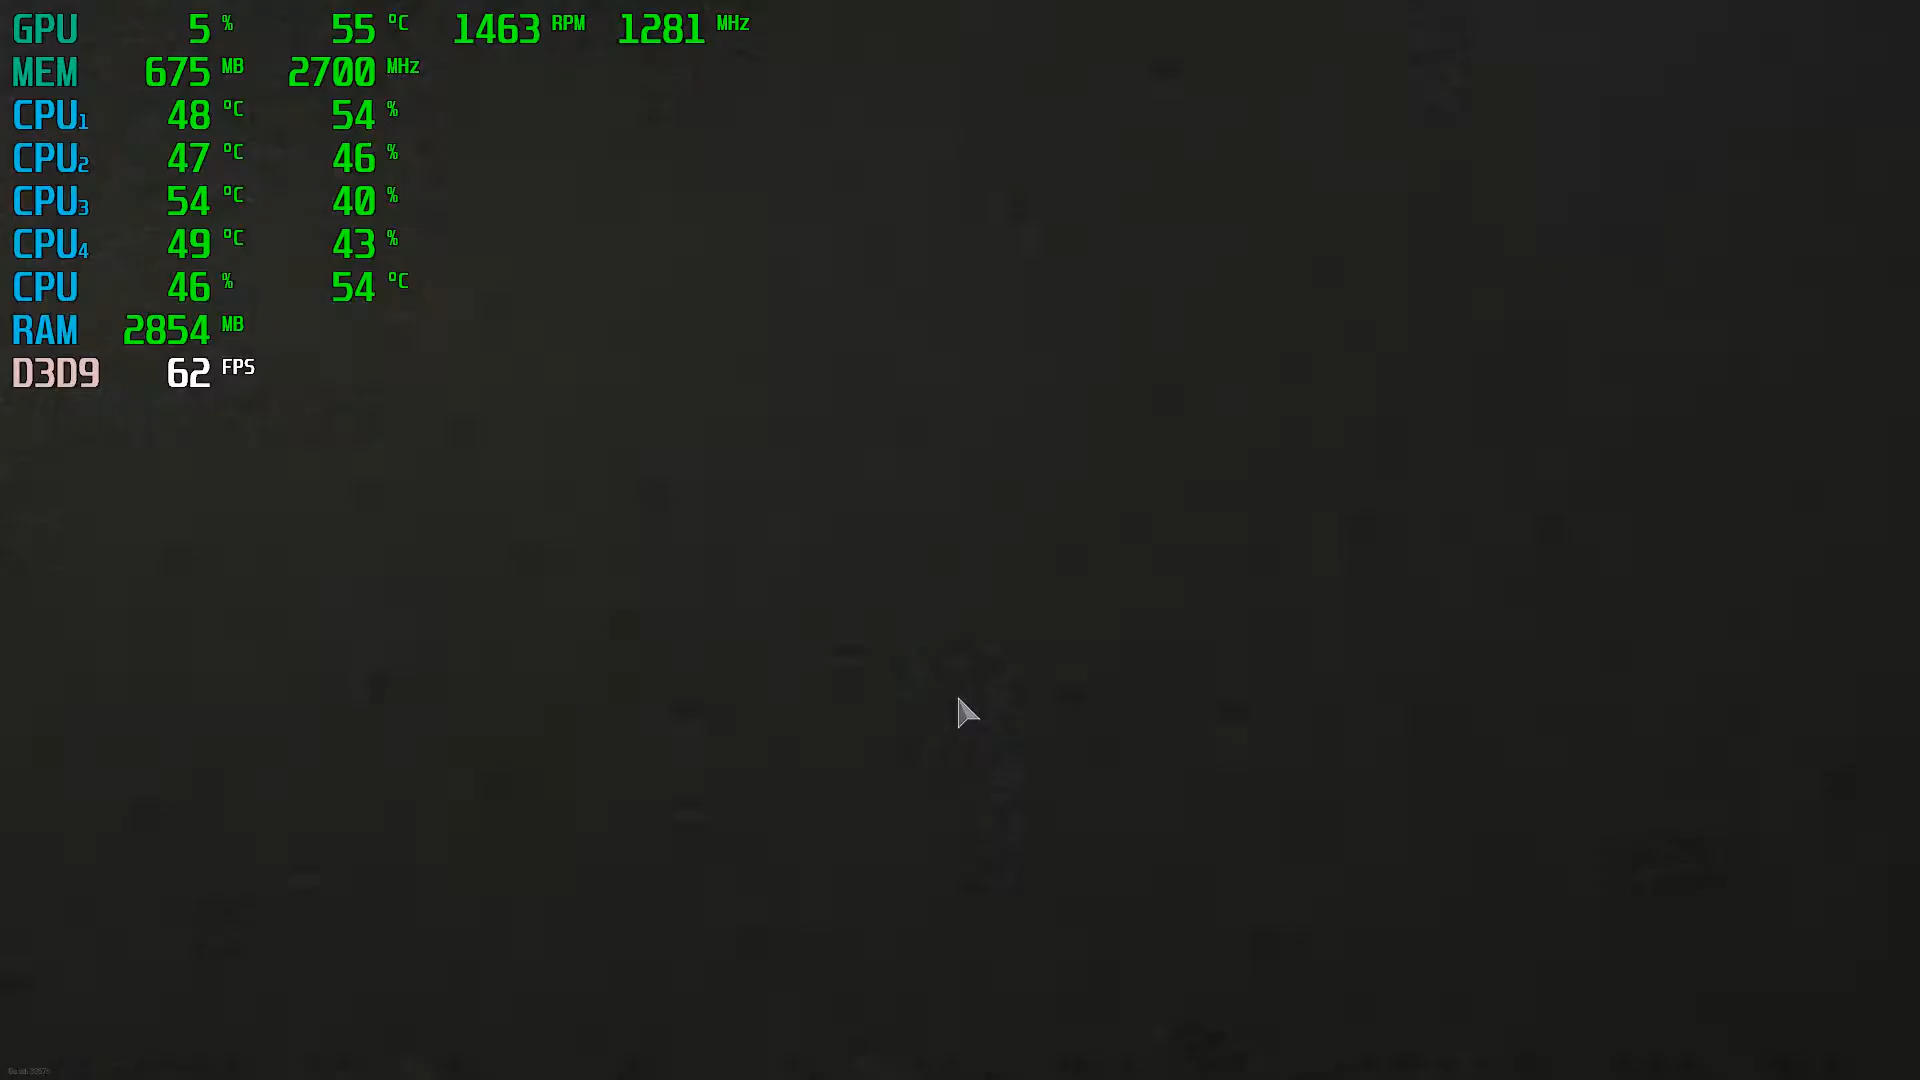 GPU 5 % 55 °C 1463 RPM 1281 MHz
MEM 675 MB 2700 MHz
CPU1 48 °C 54 %
CPU2 47 °C 46 %
CPU3 54 °C 40 %
CPU4 49 °C 43 %
CPU 46 % 54 °C
RAM 2854 MB
D3D9 62 FPS